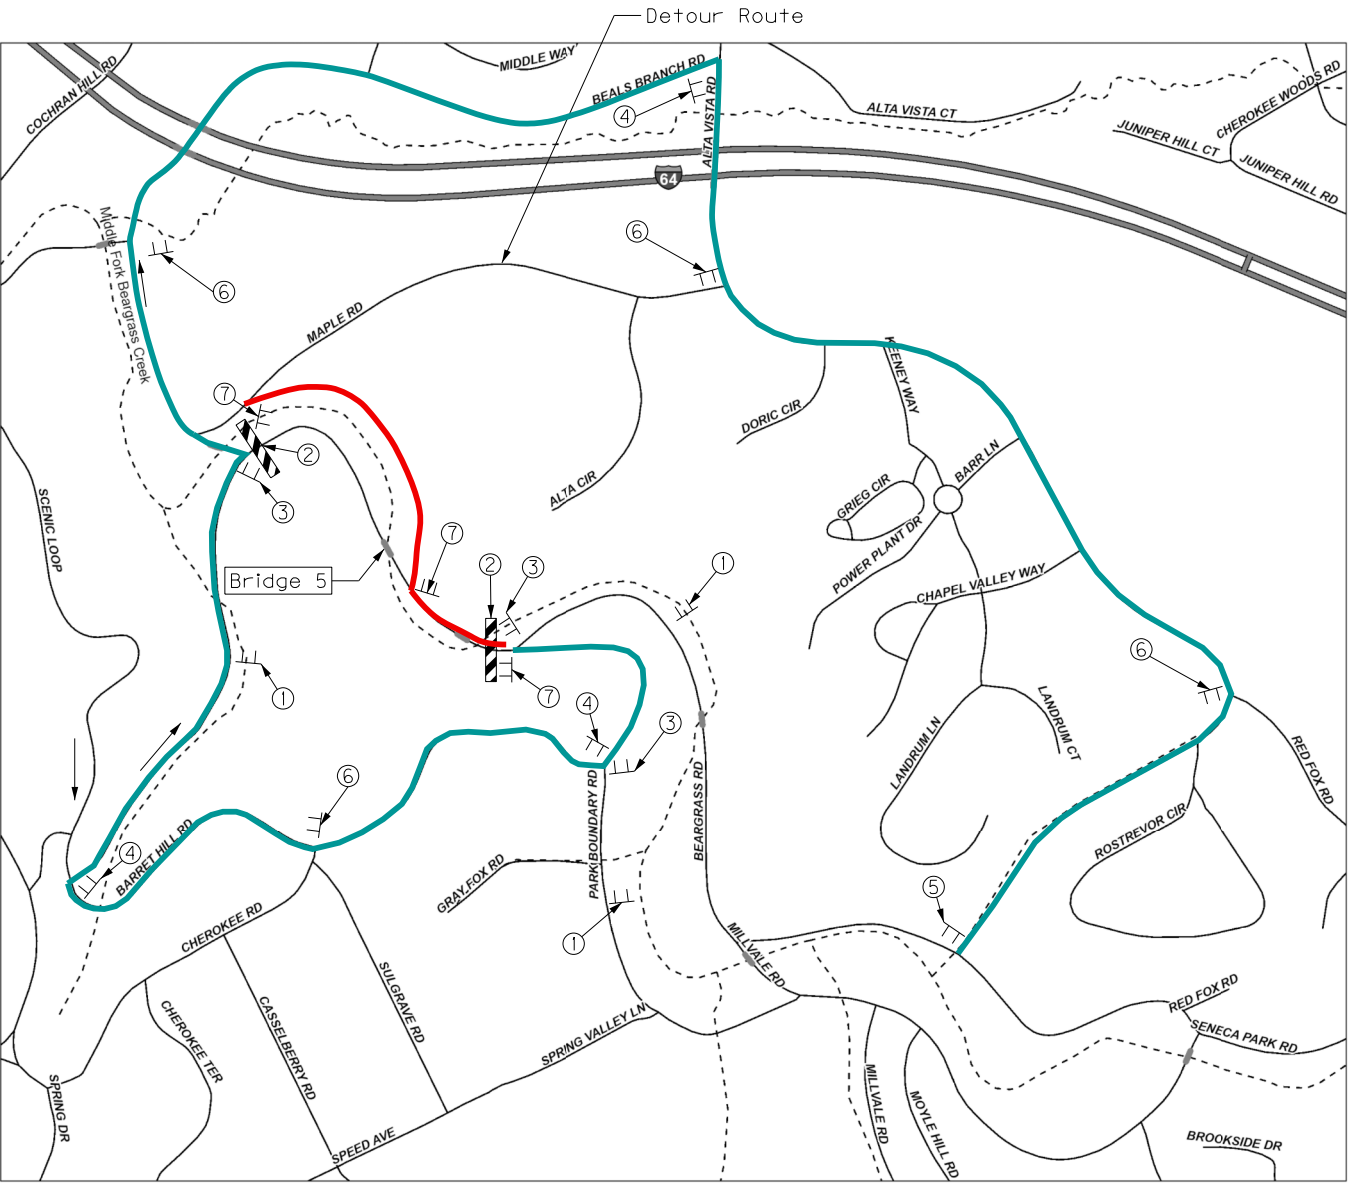 Detour Route
MIDDLE WAY
COCHRAN HILL RD
BEALS BRANCH RD
ALTA VISTA RD
ALTA VISTA CT
CHEROKEE WOODS RD
JUNIPER HILL CT
JUNIPER HILL RD
4
64
6
6
Middle Fork Beargrass Creek
MAPLE RD
KEENEY WAY
7
DORIC CIR
BARR LN
2
3
ALTA CIR
GRIEG CIR
SCENIC LOOP
POWER PLANT DR
7
Bridge 5
2
3
1
CHAPEL VALLEY WAY
6
1
7
4
3
LANDRUM LN
LANDRUM CT
RED FOX RD
6
BEARGRASS RD
PARK BOUNDARY RD
4
BARRET HILL RD
ROSTREVOR CIR
GRAY FOX RD
5
1
CHEROKEE RD
MILLVALE RD
SULGRAVE RD
CASSELBERRY RD
CHEROKEE TER
SPRING VALLEY LN
RED FOX RD
SENECA PARK RD
SPRING DR
MILLVALE RD
MOYLE HILL RD
SPEED AVE
BROOKSIDE DR